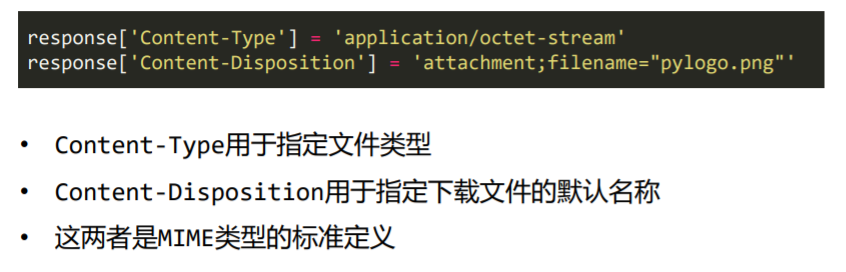 response['Content-Type'] = 'application/octet-stream'
response['Content-Disposition'] = 'attachment;filename="pylogo.png"'
• Content-Type用于指定文件类型
• Content-Disposition用于指定下载文件的默认名称
• 这两者是MIME类型的标准定义